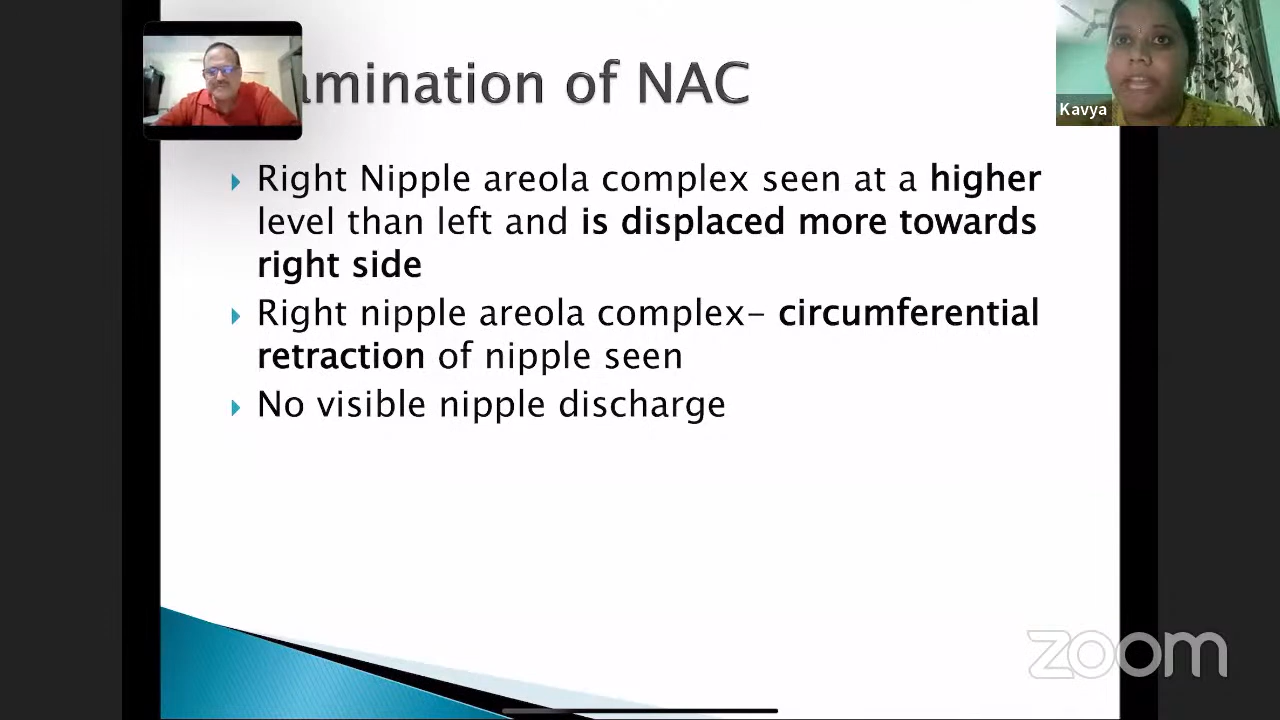 amination of NAC
Kavya
Right Nipple areola complex seen at a higher
level than left and is displaced more towards
right side
Right nipple areola complex- circumferential
retraction of nipple seen
No visible nipple discharge
zoom